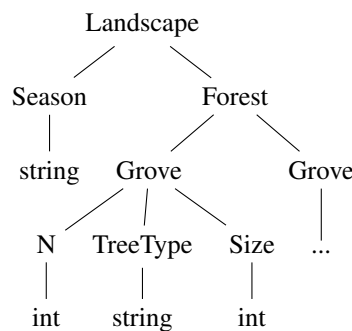 Landscape
Season Forest
string Grove Grove
N TreeType Size ...
int string int